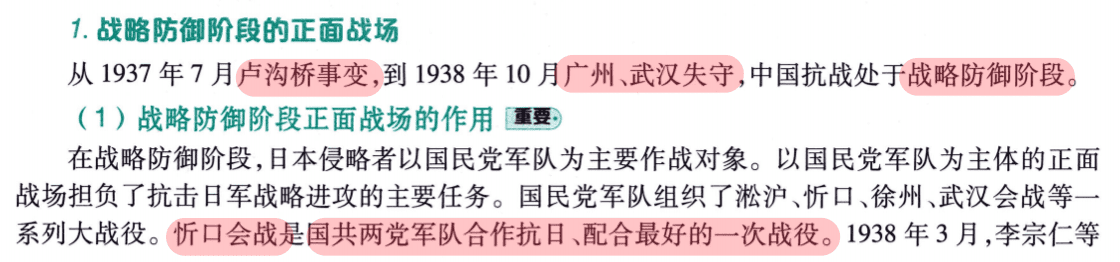 1. 战略防御阶段的正面战场
从 1937 年 7 月卢沟桥事变,到 1938 年 10 月广州、武汉失守,中国抗战处于战略防御阶段。
（1）战略防御阶段正面战场的作用 重要
在战略防御阶段,日本侵略者以国民党军队为主要作战对象。以国民党军队为主体的正面
战场担负了抗击日军战略进攻的主要任务。国民党军队组织了淞沪、忻口、徐州、武汉会战等一
系列大战役。忻口会战是国共两党军队合作抗日、配合最好的一次战役。1938 年 3 月,李宗仁等